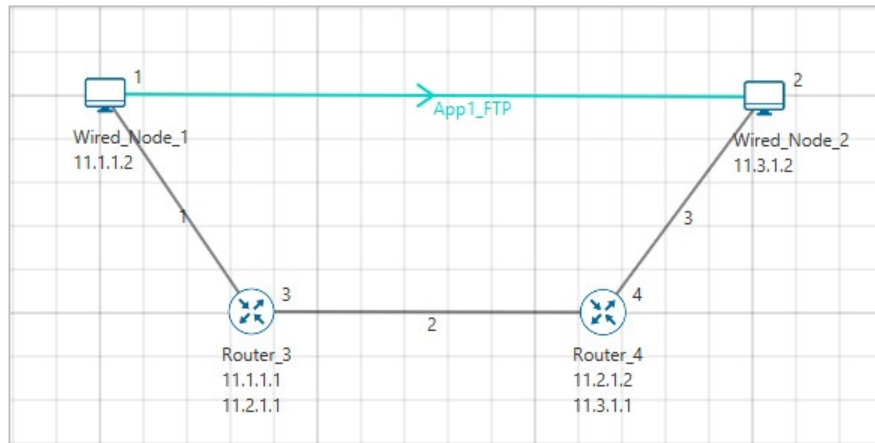 1
2
App1_FTP
Wired_Node_1
11.1.1.2
Wired_Node_2
11.3.1.2
1
3
3
4
2
Router_3
11.1.1.1
11.2.1.1
Router_4
11.2.1.2
11.3.1.1